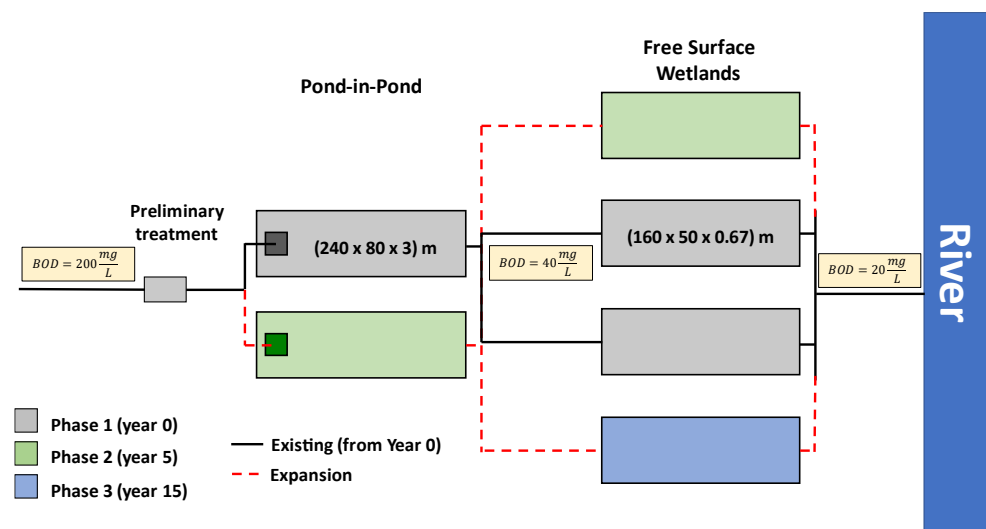 Free Surface
Wetlands
Pond-in-Pond
Preliminary
treatment
BOD = 200 mg/L
(240 x 80 x 3) m
BOD = 40 mg/L
(160 x 50 x 0.67) m
BOD = 20 mg/L
River
Phase 1 (year 0)
Phase 2 (year 5)
Phase 3 (year 15)
Existing (from Year 0)
Expansion